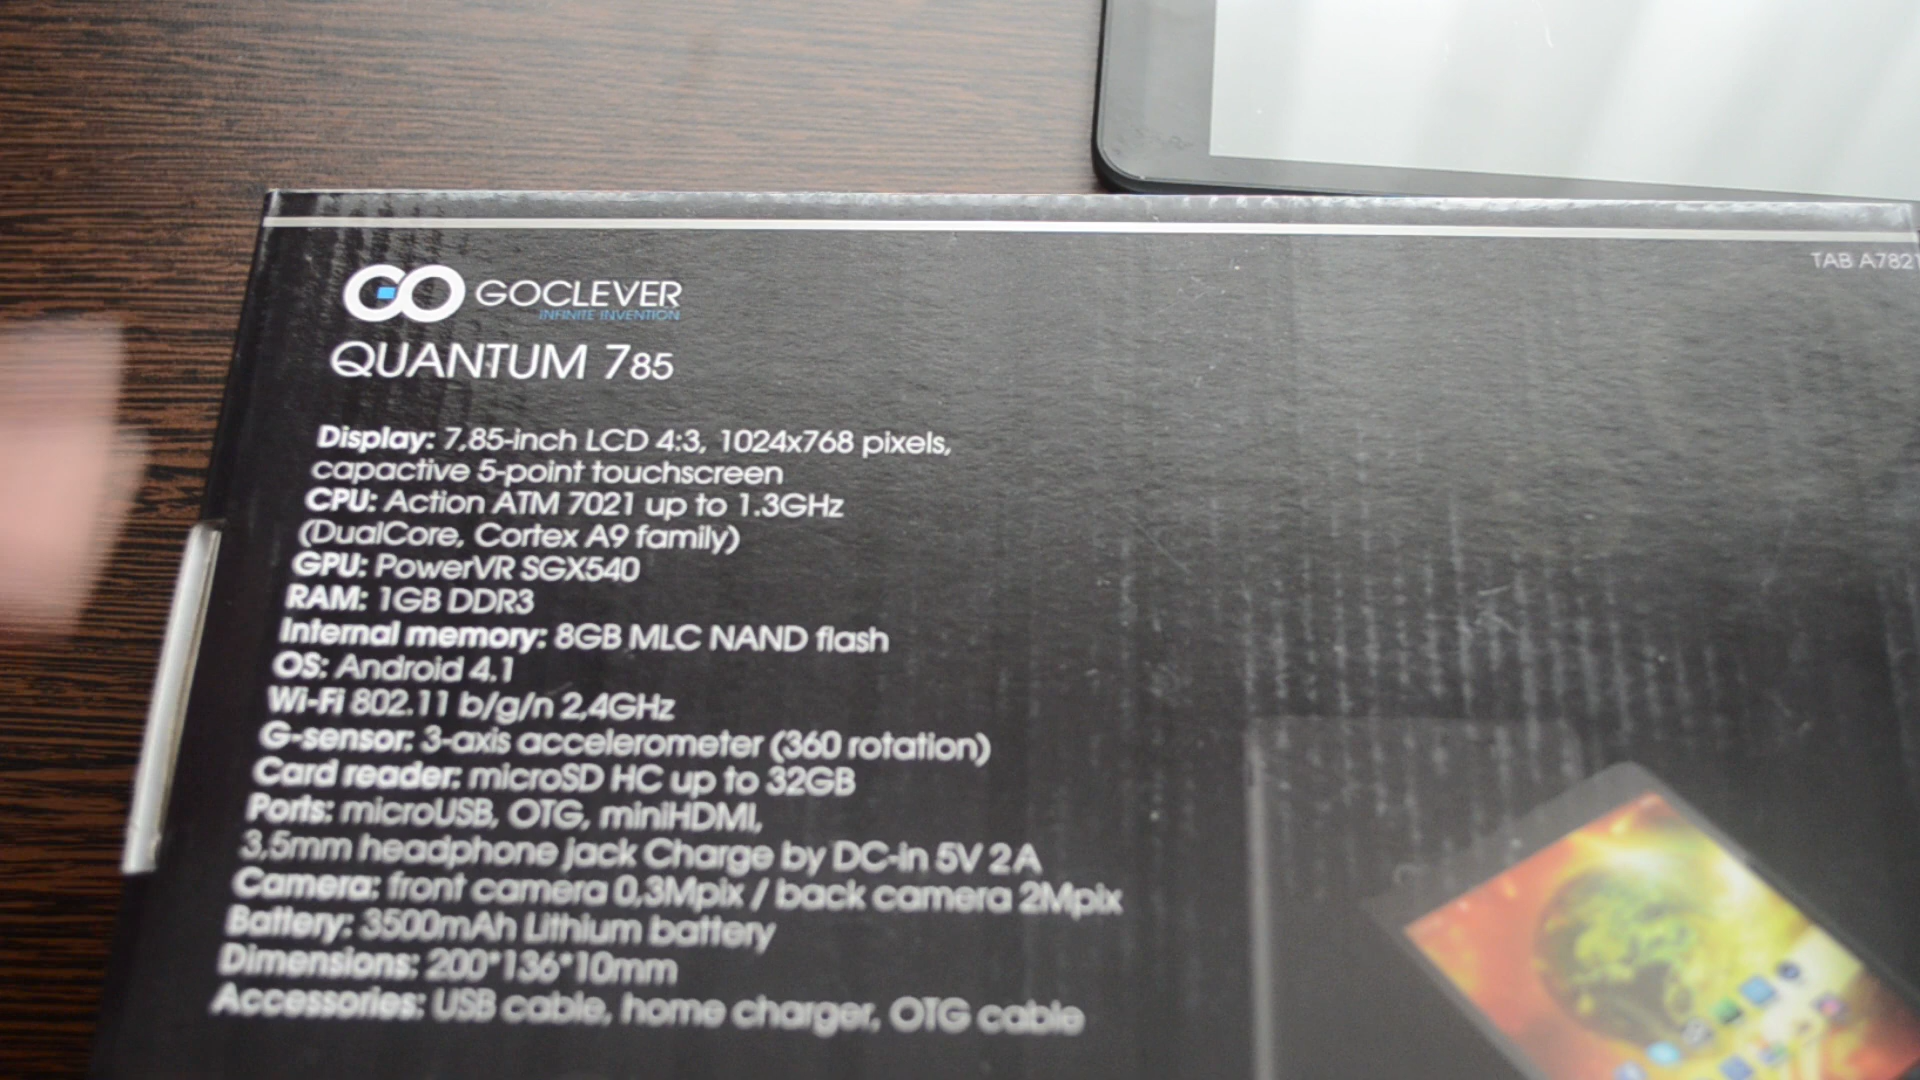 TAB A7821
GOCLEVER
INFINITE INVENTION
QUANTUM 785
Display: 7,85-inch LCD 4:3, 1024x768 pixels,
capactive 5-point touchscreen
CPU: Action ATM 7021 up to 1.3GHz
(DualCore, Cortex A9 family)
GPU: PowerVR SGX540
RAM: 1GB DDR3
Internal memory: 8GB MLC NAND flash
OS: Android 4.1
Wi-Fi 802.11 b/g/n 2,4GHz
G-sensor: 3-axis accelerometer (360 rotation)
Card reader: microSD HC up to 32GB
Ports: microUSB, OTG, miniHDMI,
3,5mm headphone jack Charge by DC-in 5V 2A
Camera: front camera 0,3Mpix / back camera 2Mpix
Battery: 3500mAh Lithium battery
Dimensions: 200*136*10mm
Accessories: USB cable, home charger, OTG cable